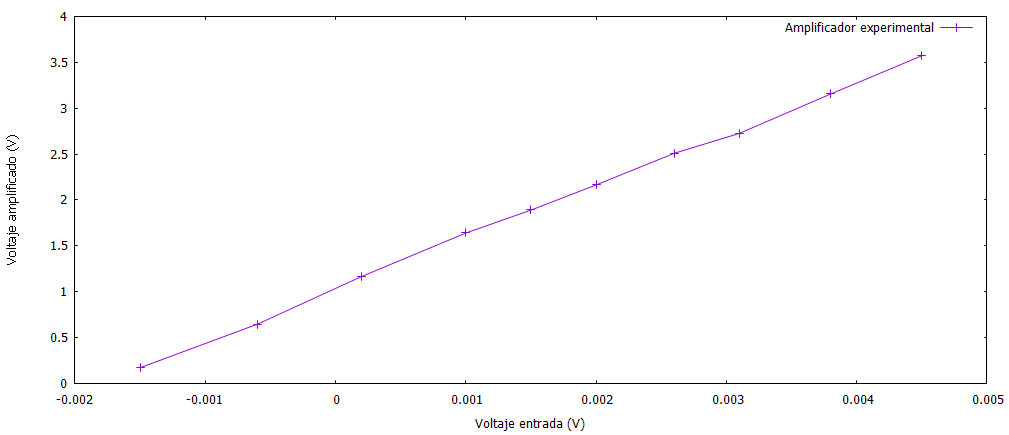 Amplificador experimental
4
3.5
3
2.5
2
1.5
1
0.5
0
-0.002 -0.001 0 0.001 0.002 0.003 0.004 0.005
Voltaje amplificado (V)
Voltaje entrada (V)